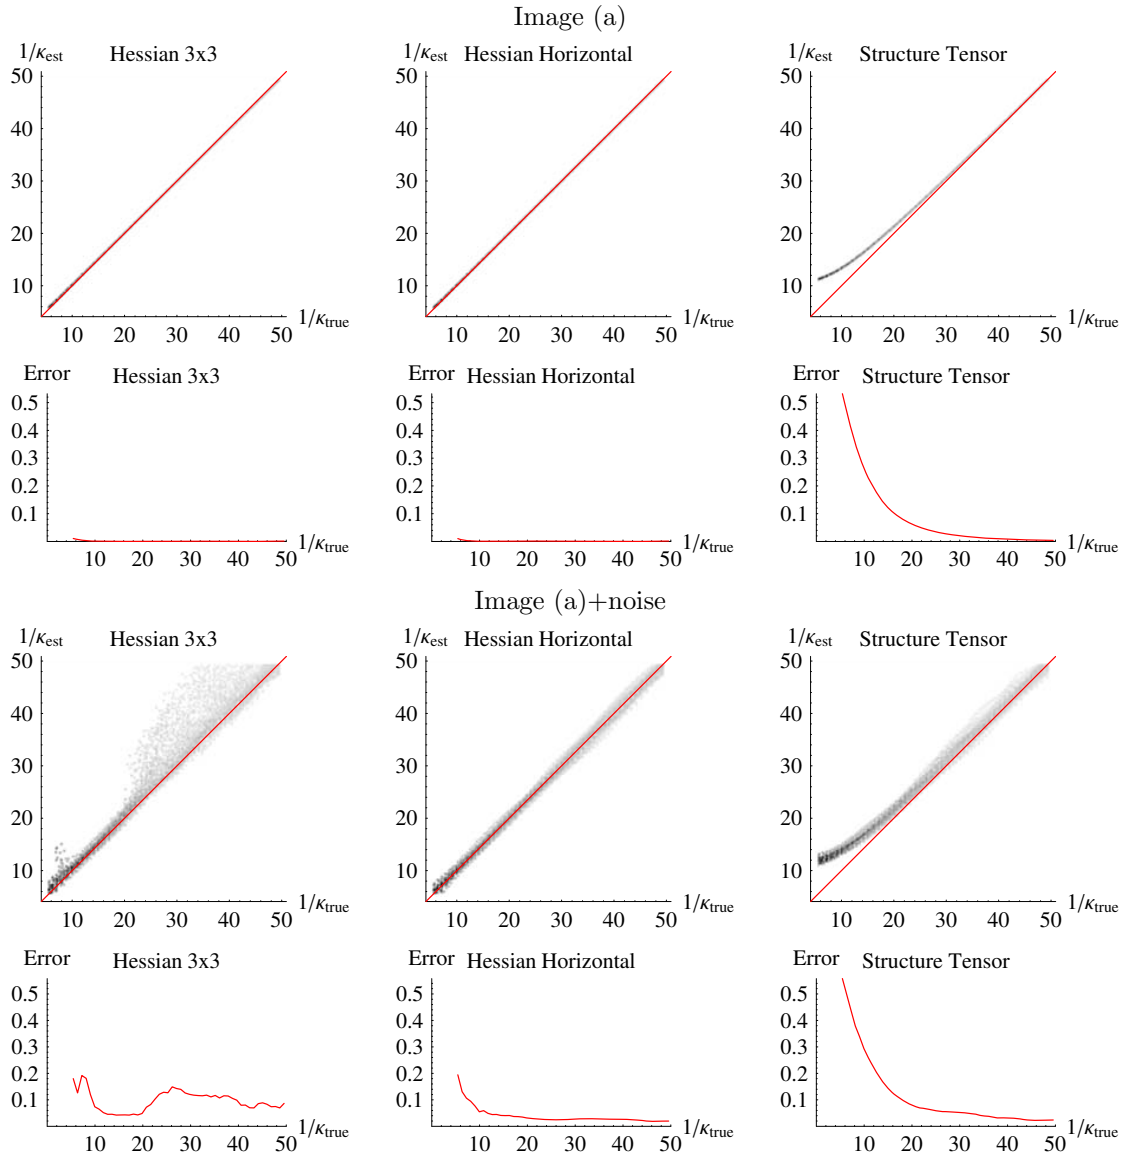 Image (a)
1/κest Hessian 3x3
50
40
30
20
10
10 20 30 40 50 1/κtrue
1/κest Hessian Horizontal
50
40
30
20
10
10 20 30 40 50 1/κtrue
1/κest Structure Tensor
50
40
30
20
10
10 20 30 40 50 1/κtrue
Error Hessian 3x3
0.5
0.4
0.3
0.2
0.1
10 20 30 40 50 1/κtrue
Error Hessian Horizontal
0.5
0.4
0.3
0.2
0.1
10 20 30 40 50 1/κtrue
Error Structure Tensor
0.5
0.4
0.3
0.2
0.1
10 20 30 40 50 1/κtrue
Image (a)+noise
1/κest Hessian 3x3
50
40
30
20
10
10 20 30 40 50 1/κtrue
1/κest Hessian Horizontal
50
40
30
20
10
10 20 30 40 50 1/κtrue
1/κest Structure Tensor
50
40
30
20
10
10 20 30 40 50 1/κtrue
Error Hessian 3x3
0.5
0.4
0.3
0.2
0.1
10 20 30 40 50 1/κtrue
Error Hessian Horizontal
0.5
0.4
0.3
0.2
0.1
10 20 30 40 50 1/κtrue
Error Structure Tensor
0.5
0.4
0.3
0.2
0.1
10 20 30 40 50 1/κtrue